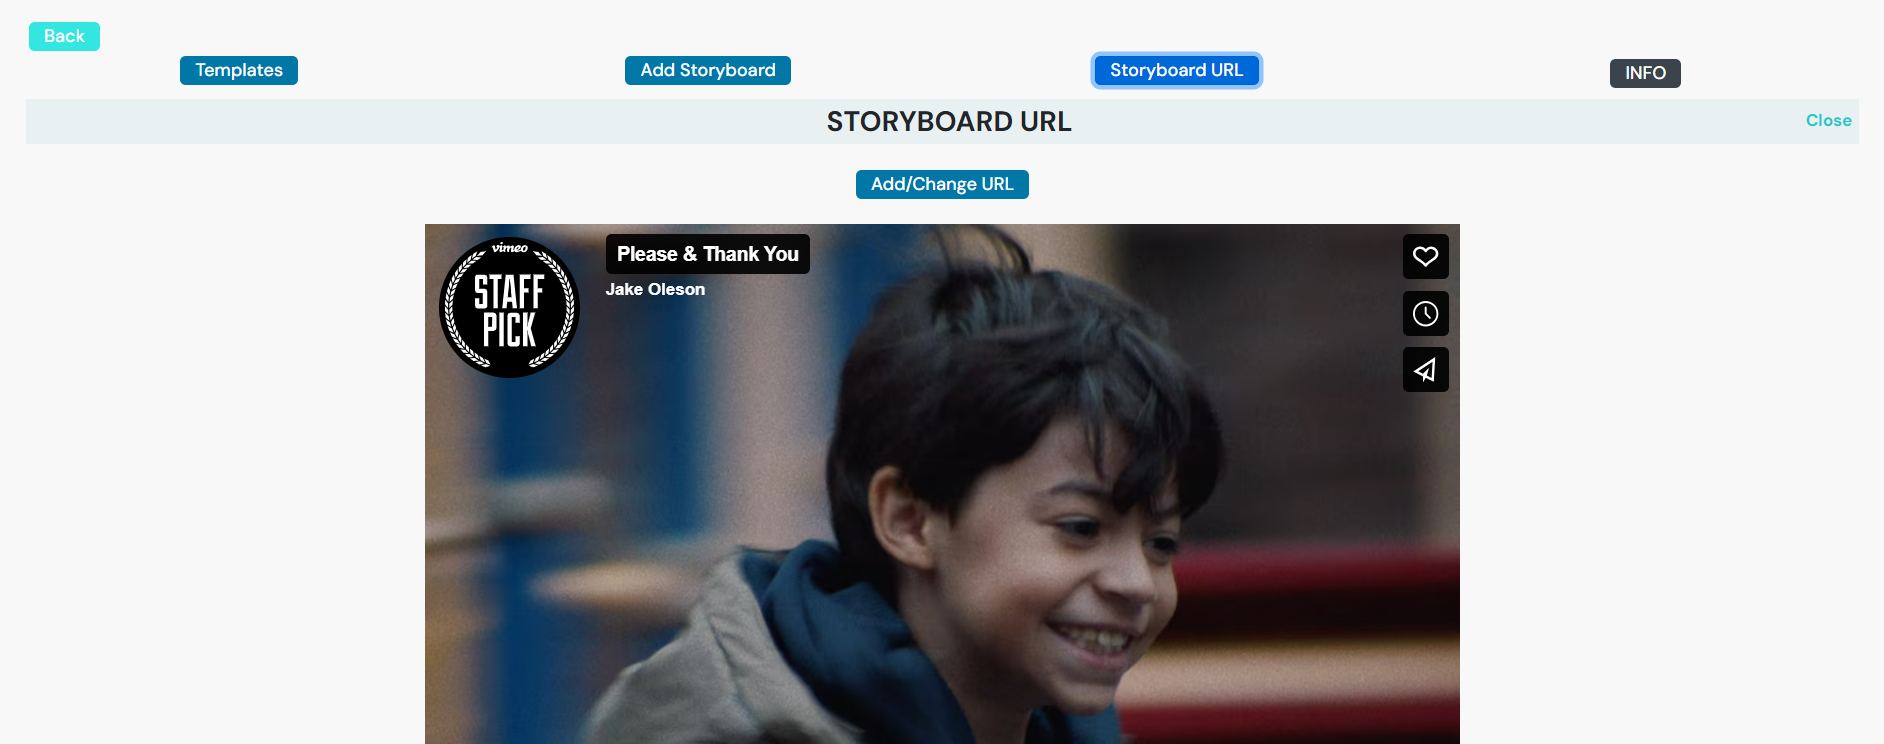 Back
Templates
Add Storyboard
Storyboard URL
INFO
STORYBOARD URL
Close
Add/Change URL
vimeo
STAFF
PICK
Please & Thank You
Jake Oleson